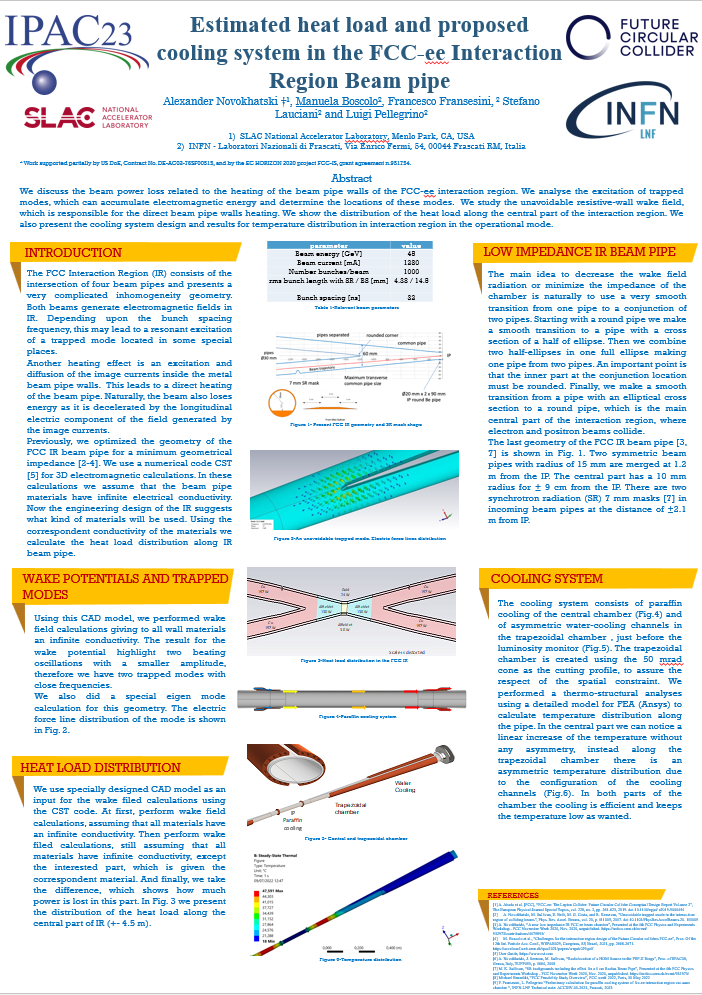 IPAC23
Estimated heat load and proposed
cooling system in the FCC-ee Interaction
Region Beam pipe
FUTURE
CIRCULAR
COLLIDER
SLAC
NATIONAL
ACCELERATOR
LABORATORY
INFN
LNF
Alexander Novokhatski †¹, Manuela Boscolo², Francesco Fransesini, ² Stefano
Lauciani² and Luigi Pellegrino²
1) SLAC National Accelerator Laboratory, Menlo Park, CA, USA
2) INFN - Laboratori Nazionali di Frascati, Via Enrico Fermi, 54, 00044 Frascati RM, Italia
Abstract
We discuss the beam power loss related to the heating of the beam pipe walls of the FCC-ee interaction region. We analyse the excitation of trapped
modes, which can accumulate electromagnetic energy and determine the locations of these modes. We study the unavoidable resistive-wall wake field,
which is responsible for the direct beam pipe walls heating. We show the distribution of the heat load along the central part of the interaction region. We
also present the cooling system design and results for temperature distribution in interaction region in the operational mode.
INTRODUCTION
The FCC Interaction Region (IR) consists of the
intersection of four beam pipes and presents a
very complicated inhomogeneity geometry.
Both beams generate electromagnetic fields in
IR. Depending upon the bunch spacing
frequency, this may lead to a resonant excitation
of a trapped mode located in some special
places.
Another heating effect is an excitation and
diffusion of the image currents inside the metal
beam pipe walls. This leads to a direct heating
of the beam pipe. Naturally, the beam also loses
energy as it is decelerated by the longitudinal
electric component of the field generated by
the image currents.
Previously, we optimized the geometry of the
FCC IR beam pipe for a minimum geometrical
impedance [2-4]. We use a numerical code CST
[5] for 3D electromagnetic calculations. In these
calculations we assume that the beam pipe
materials have infinite electrical conductivity.
Now the engineering design of the IR suggests
what kind of materials will be used. Using the
correspondent conductivity of the materials we
calculate the heat load distribution along IR
beam pipe.
WAKE POTENTIALS AND TRAPPED
MODES
Using this CAD model, we performed wake
field calculations giving to all wall materials
an infinite conductivity. The result for the
wake potential highlight two beating
oscillations with a smaller amplitude,
therefore we have two trapped modes with
close frequencies.
We also did a special eigen mode
calculation for this geometry. The electric
force line distribution of the mode is shown
in Fig. 2.
HEAT LOAD DISTRIBUTION
We use specially designed CAD model as an
input for the wake filed calculations using
the CST code. At first, perform wake field
calculations, assuming that all materials have
an infinite conductivity. Then perform wake
filed calculations, still assuming that all
materials have infinite conductivity, except
the interested part, which is given the
correspondent material. And finally, we take
the difference, which shows how much
power is lost in this part. In Fig. 3 we present
the distribution of the heat load along the
central part of IR (+- 4.5 m).
parameter value
Beam energy [GeV] 45
Beam current [mA] 1280
Number bunches/beam 1000
rms bunch length with SR / BS [mm]
Bunch spacing [ns] 32
Table 1-Relevant beam parameters
pipes separated
rounded corner
common pipe
pipes
60 mm
IP
7 mm SR mask
Maximum transverse
common pipe size
Ø20 mm x 2 x 90 mm
IP round Be pipe
Figure 1- Present FCC IR geometry and SR mask shape
Figure 2-An unavoidable trapped mode. Electric force lines distribution
Figure 3-Heat load distribution in the FCC IR
Figure 4-Paraffin cooling system
Water
Cooling
Trapezoidal
chamber
IP
Paraffin
cooling
Figure 5- Central and trapezoidal chamber
Figure 6-Temperature distribution
LOW IMPEDANCE IR BEAM PIPE
The main idea to decrease the wake field
radiation or minimize the impedance of the
chamber is naturally to use a very smooth
transition from one pipe to a conjunction of
two pipes. Starting with a round pipe we make
a smooth transition to a pipe with a cross
section of a half of ellipse. Then we combine
two half-ellipses in one full ellipse making
one pipe from two pipes. An important point is
that the inner part at the conjunction location
must be rounded. Finally, we make a smooth
transition from a pipe with an elliptical cross
section to a round pipe, which is the main
central part of the interaction region, where
electron and positron beams collide.
The last geometry of the FCC IR beam pipe [3,
7] is shown in Fig. 1. Two symmetric beam
pipes with radius of 15 mm are merged at 1.2
m from the IP. The central part has a 10 mm
radius for ± 9 cm from the IP. There are two
synchrotron radiation (SR) 7 mm masks [7] in
incoming beam pipes at the distance of ±2.1
m from IP.
COOLING SYSTEM
The cooling system consists of paraffin
cooling of the central chamber (Fig.4) and
of asymmetric water-cooling channels in
the trapezoidal chamber , just before the
luminosity monitor (Fig.5). The trapezoidal
chamber is created using the 50 mrad
cone as the cutting profile, to assure the
respect of the spatial constraint. We
performed a thermo-structural analyses
using a detailed model for FEA (Ansys) to
calculate temperature distribution along
the pipe. In the central part we can notice a
linear increase of the temperature without
any asymmetry, instead along the
trapezoidal chamber there is an
asymmetric temperature distribution due
to the configuration of the cooling
channels (Fig.6). In both parts of the
chamber the cooling is efficient and keeps
the temperature low as wanted.
REFERENCES